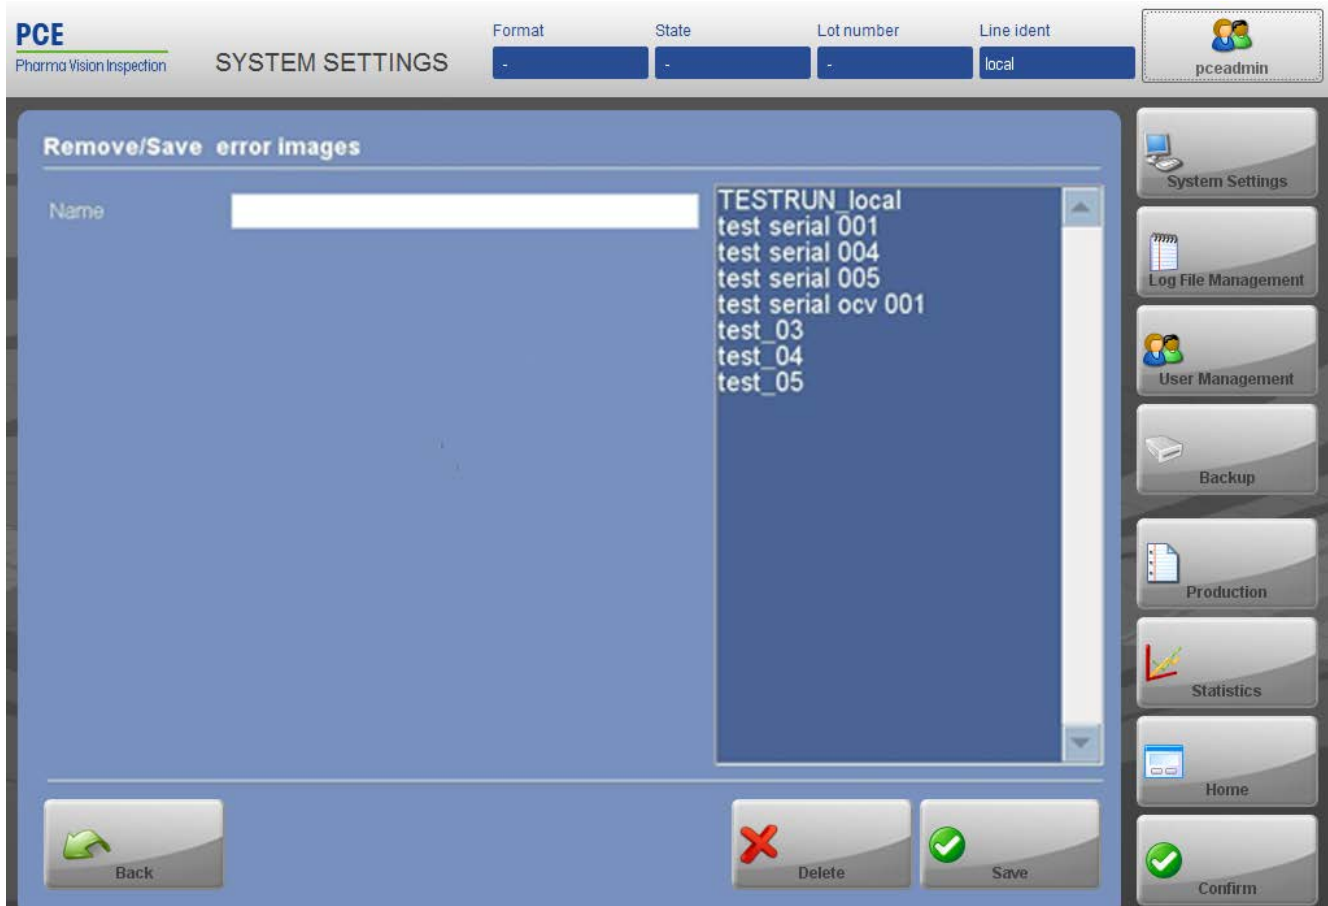 PCE
Pharma Vision Inspection
SYSTEM SETTINGS
Format
State
Lot number
Line ident
-
-
-
local
pceadmin
Remove/Save error images
Name
TESTRUN_local
test serial 001
test serial 004
test serial 005
test serial ocv 001
test_03
test_04
test_05
System Settings
Log File Management
User Management
Backup
Production
Statistics
Home
Confirm
Back
Delete
Save